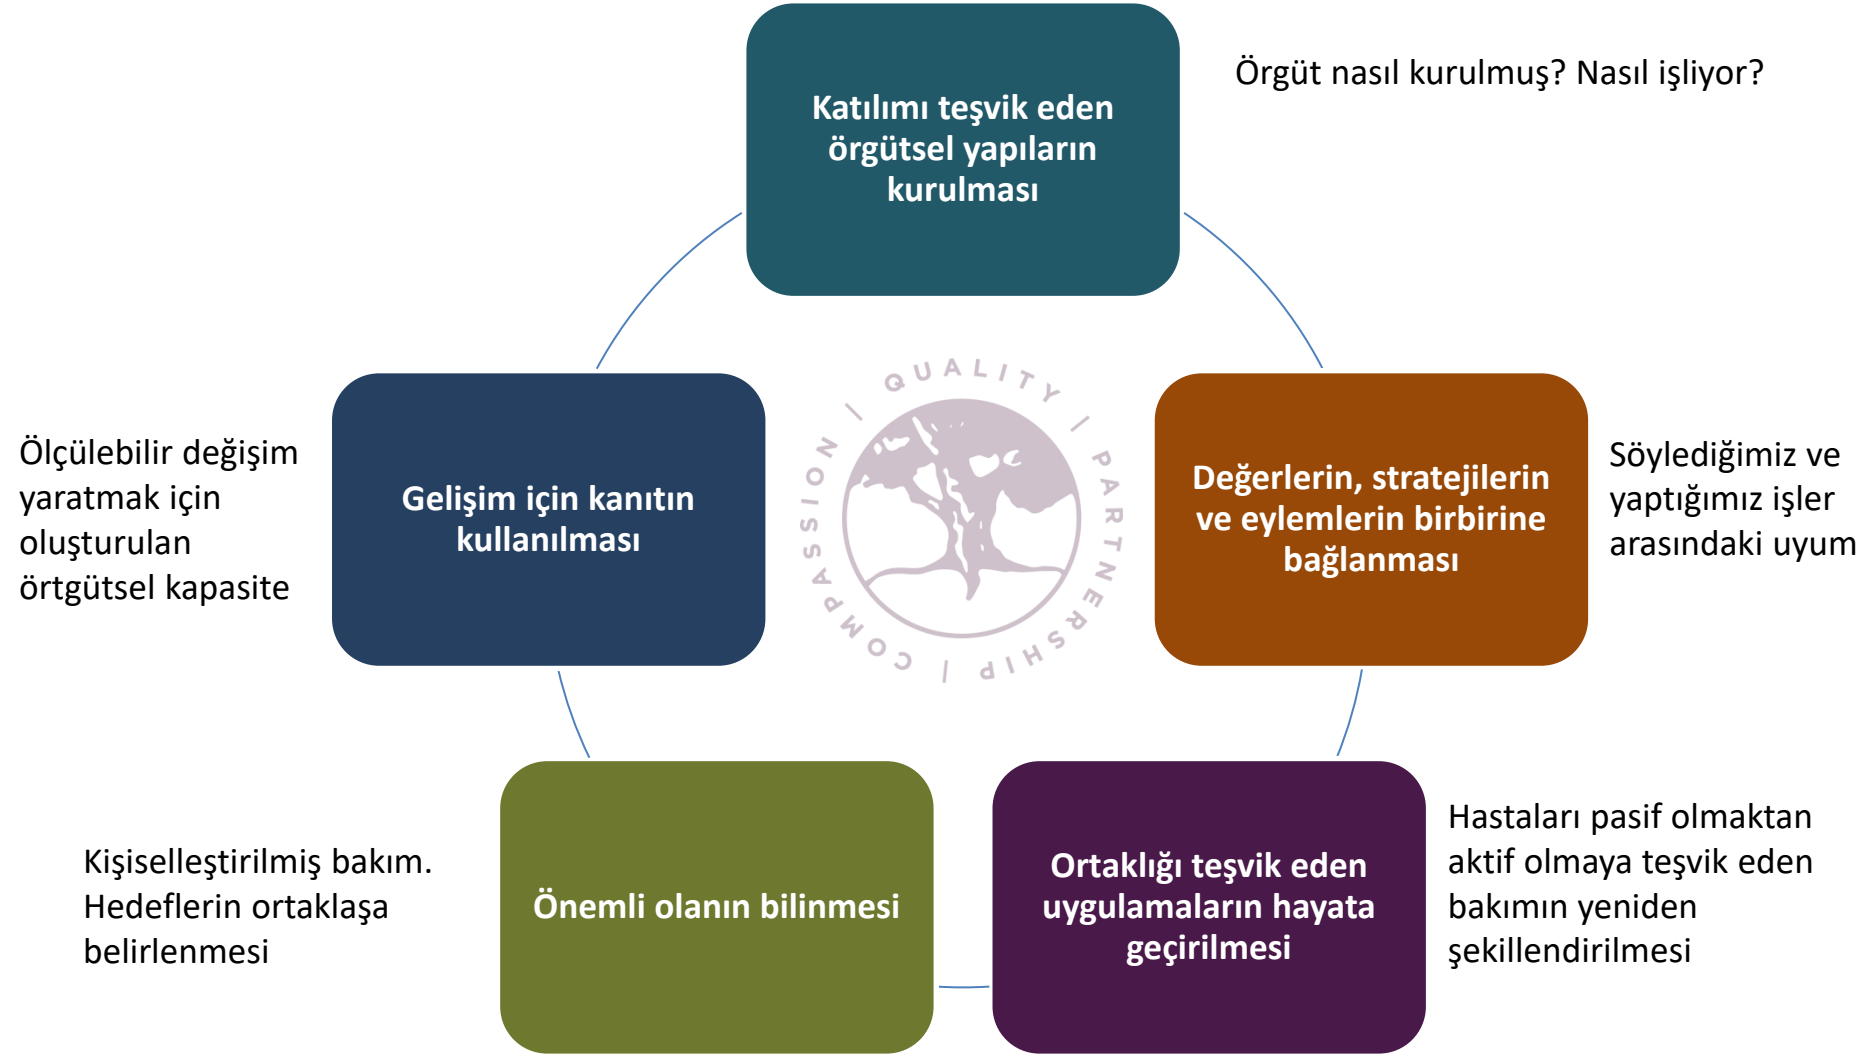 Katılımı teşvik eden
örgütsel yapıların
kurulması
Örgüt nasıl kurulmuş? Nasıl işliyor?
Değerlerin, stratejilerin
ve eylemlerin birbirine
bağlanması
Söylediğimiz ve
yaptığımız işler
arasındaki uyum
Ortaklığı teşvik eden
uygulamaların hayata
geçirilmesi
Hastaları pasif olmaktan
aktif olmaya teşvik eden
bakımın yeniden
şekillendirilmesi
Önemli olanın bilinmesi
Kişiselleştirilmiş bakım.
Hedeflerin ortaklaşa
belirlenmesi
Gelişim için kanıtın
kullanılması
Ölçülebilir değişim
yaratmak için
oluşturulan
örtgütsel kapasite
COMPASSION | QUALITY | PARTNERSHIP |